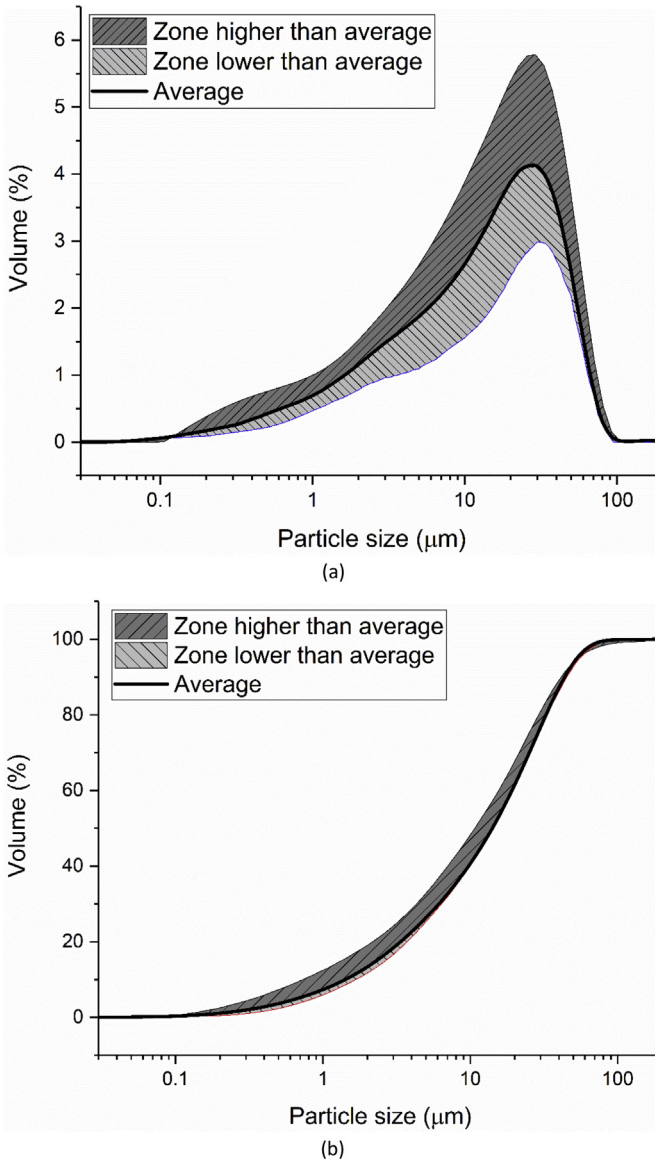 Zone higher than average
Zone lower than average
Average
Volume (%)
6
5
4
3
2
1
0
0.1 1 10 100
Particle size (μm)
(a)
Zone higher than average
Zone lower than average
Average
Volume (%)
100
80
60
40
20
0
0.1 1 10 100
Particle size (μm)
(b)